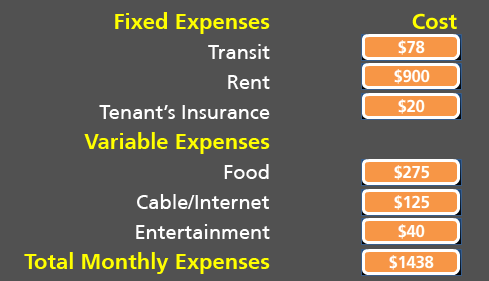 Fixed Expenses Cost
Transit $78
Rent $900
Tenant's Insurance $20
Variable Expenses
Food $275
Cable/Internet $125
Entertainment $40
Total Monthly Expenses $1438